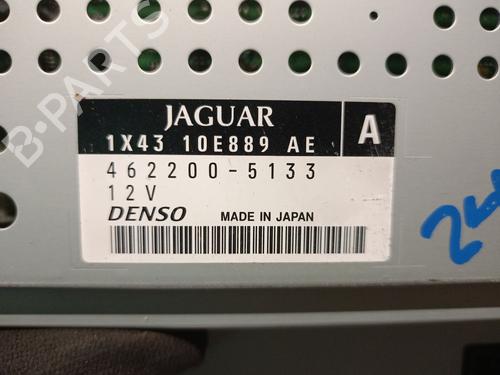 B-PARTS
JAGUAR
1X43 10E889 AE
A
462200-5133
12V
DENSO
MADE IN JAPAN